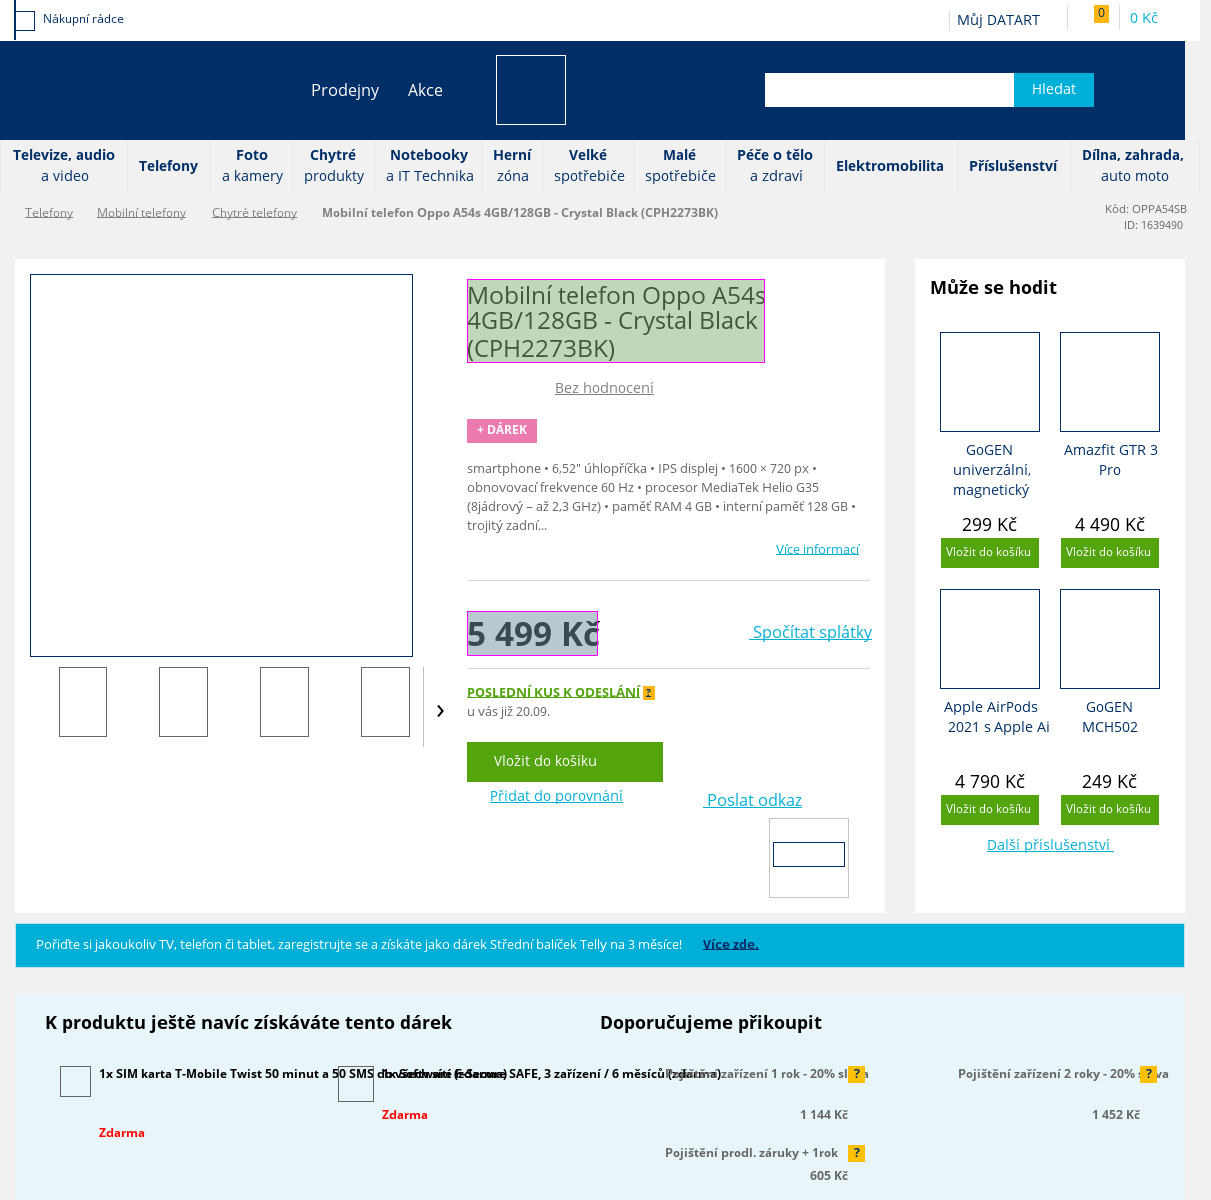 Nákupní rádce
Můj DATART
0
0 Kč
Prodejny
Akce
Hledat
Televize, audio
a video
Telefony
Foto
a kamery
Chytré
produkty
Notebooky
a IT Technika
Herní
zóna
Velké
spotřebiče
Malé
spotřebiče
Péče o tělo
a zdraví
Elektromobilita
Příslušenství
Dílna, zahrada,
auto moto
Telefony
Mobilní telefony
Chytré telefony
Mobilní telefon Oppo A54s 4GB/128GB - Crystal Black (CPH2273BK)
Kód: OPPA54SB
ID: 1639490
Mobilní telefon Oppo A54s
4GB/128GB - Crystal Black
(CPH2273BK)
Bez hodnocení
+ DÁREK
smartphone • 6,52" úhlopříčka • IPS displej • 1600 × 720 px •
obnovovací frekvence 60 Hz • procesor MediaTek Helio G35
(8jádrový – až 2,3 GHz) • paměť RAM 4 GB • interní paměť 128 GB •
trojitý zadní...
Více informací
5 499 Kč
Spočítat splátky
POSLEDNÍ KUS K ODESLÁNÍ ?
u vás již 20.09.
Vložit do košíku
Přidat do porovnání
Poslat odkaz
Může se hodit
GoGEN
univerzální,
magnetický
299 Kč
Vložit do košíku
Amazfit GTR 3
Pro
4 490 Kč
Vložit do košíku
Apple AirPods
2021 s Apple Ai
4 790 Kč
Vložit do košíku
GoGEN
MCH502
249 Kč
Vložit do košíku
Další příslušenství
Pořiďte si jakoukoliv TV, telefon či tablet, zaregistrujte se a získáte jako dárek Střední balíček Telly na 3 měsíce!
Více zde.
K produktu ještě navíc získáváte tento dárek
1x SIM karta T-Mobile Twist 50 minut a 50 SMS do všech sítí (zdarma)
Zdarma
1x Software F-Secure SAFE, 3 zařízení / 6 měsíců (zdarma)
Zdarma
Doporučujeme přikoupit
Pojištění zařízení 1 rok - 20% sleva
?
1 144 Kč
Pojištění zařízení 2 roky - 20% sleva
?
1 452 Kč
Pojištění prodl. záruky + 1rok
?
605 Kč